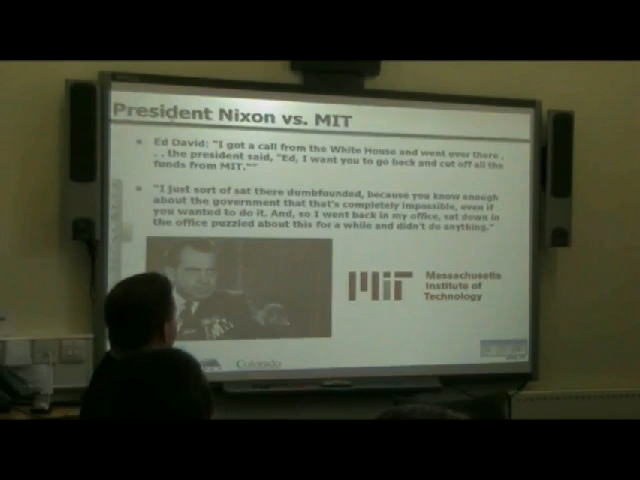 President Nixon vs. MIT
Ed David: "I got a call from the White House and went over there .
. . the president said, "Ed, I want you to go back and cut off all the
funds from MIT.""
"I just sort of sat there dumbfounded, because you know enough
about the government that that's completely impossible, even if
you wanted to do it. And, so I went back in my office, sat down in
the office puzzled about this for a while and didn't do anything."
MIT
Massachusetts
Institute of
Technology
Colorado